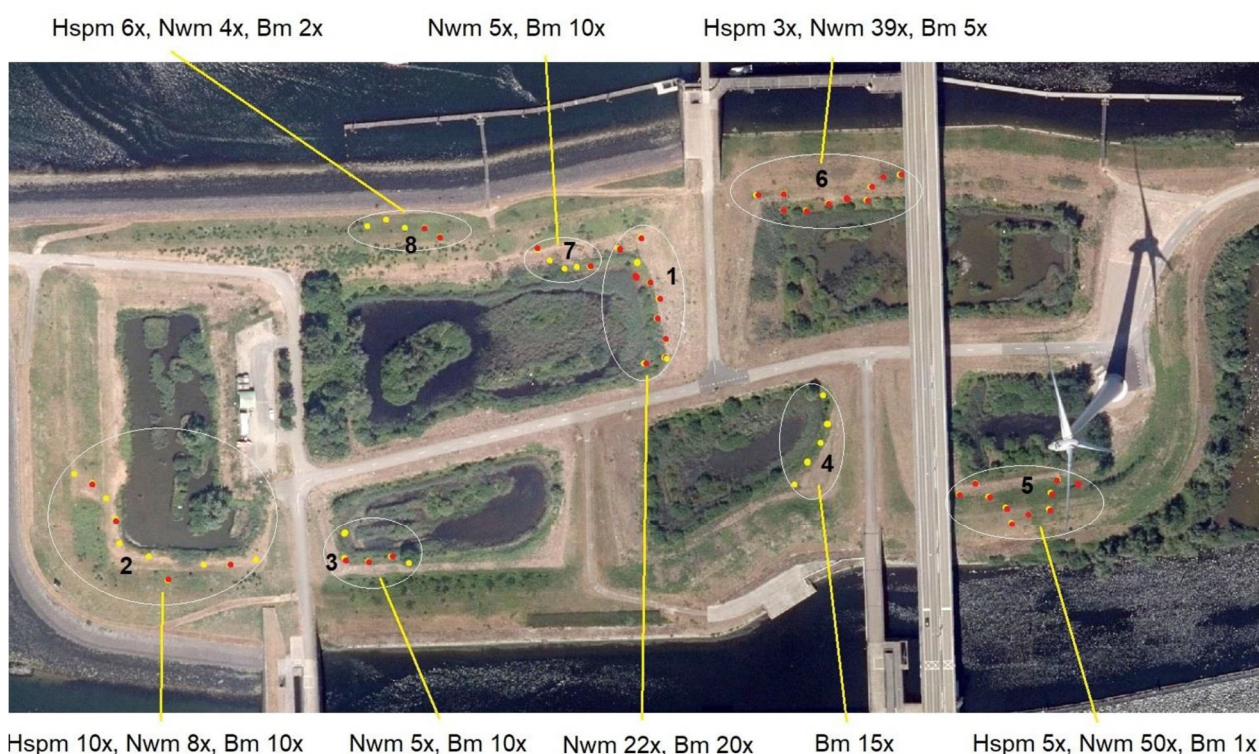 Hspm 6x, Nwm 4x, Bm 2x
Nwm 5x, Bm 10x
Hspm 3x, Nwm 39x, Bm 5x
6
8
7
1
4
5
2
3
Hspm 10x, Nwm 8x, Bm 10x
Nwm 5x, Bm 10x
Nwm 22x, Bm 20x
Bm 15x
Hspm 5x, Nwm 50x, Bm 1x